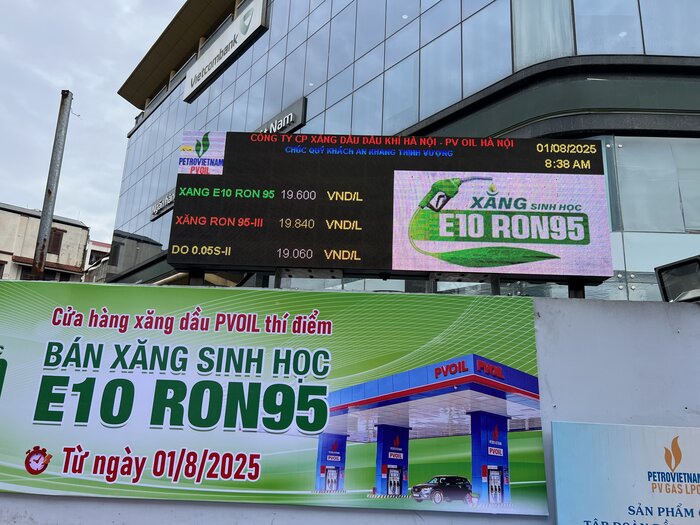 Vietcombank
t Nam
CÔNG TY CP XĂNG DẦU DẦU KHÍ HÀ NỘI - PV OIL HÀ NỘI
CHÚC QUÝ KHÁCH AN KHANG THỊNH VƯỢNG
01/08/2025
8:38 AM
PETROVIETNAM
PVOIL
XANG E10 RON 95 19.600 VND/L
XĂNG RON 95-III 19.840 VND/L
DO 0.05S-II 19.060 VND/L
XĂNG SINH HỌC
E10 RON95
Cửa hàng xăng dầu PVOIL thí điểm
BÁN XĂNG SINH HỌC
E10 RON95
Từ ngày 01/8/2025
PVOIL PVOIL
PVOIL
PETROVIETNAM
PV GAS LPG
SẢN PHẨM